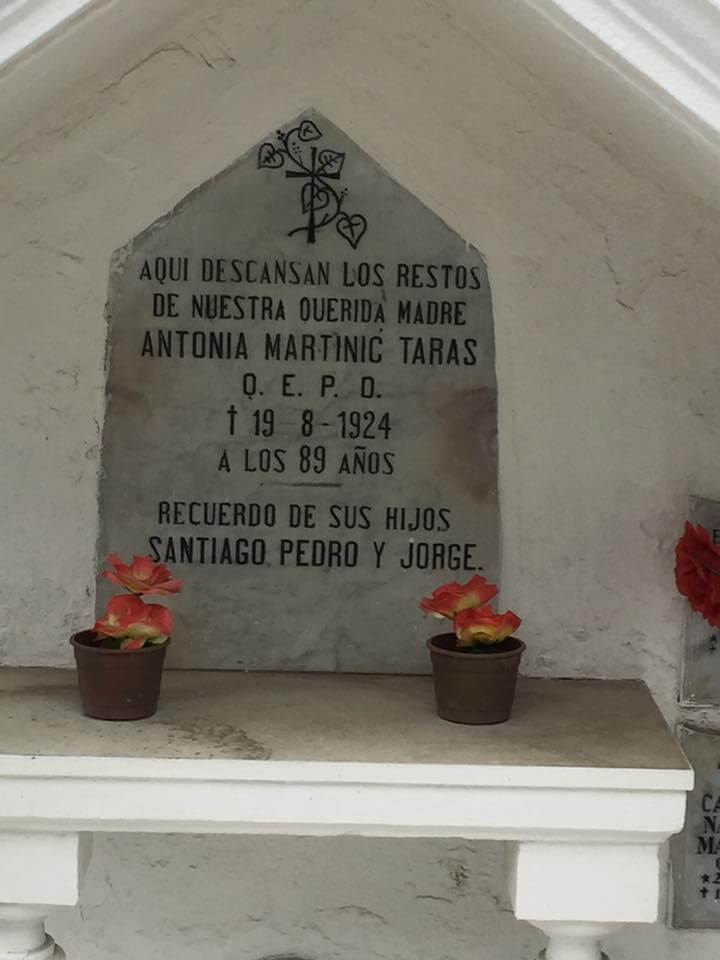 AQUI DESCANSAN LOS RESTOS
DE NUESTRA QUERIDA MADRE
ANTONIA MARTINIĆ TARAS
Q. E. P. D.
† 19 8-1924
A LOS 89 AÑOS
RECUERDO DE SUS HIJOS
SANTIAGO, PEDRO Y JORGE.